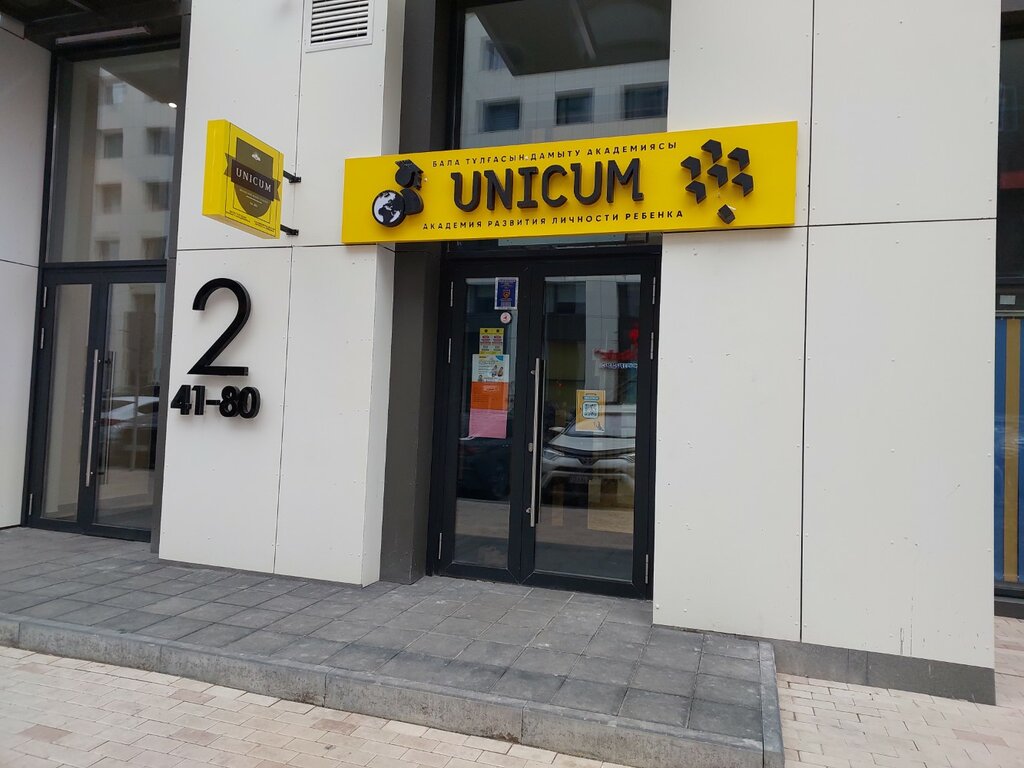 UNICUM
БАЛА ТҰЛҒАСЫН ДАМЫТУ АКАДЕМИЯСЫ
UNICUM
АКАДЕМИЯ РАЗВИТИЯ ЛИЧНОСТИ РЕБЕНКА
2
41-80